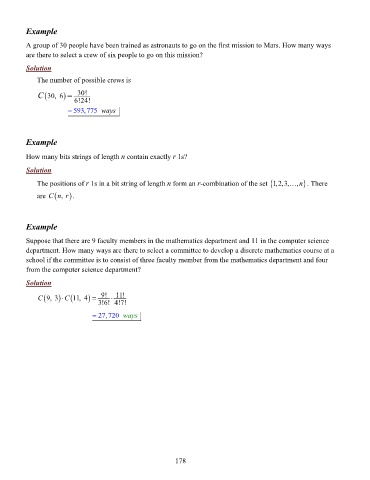 Example
A group of 30 people have been trained as astronauts to go on the first mission to Mars. How many ways
are there to select a crew of six people to go on this mission?
Solution
The number of possible crews is
C(30, 6) = 30! / 6!24!
= 593,775 ways
Example
How many bits strings of length n contain exactly r 1s?
Solution
The positions of r 1s in a bit string of length n form an r-combination of the set {1,2,3,…,n}. There
are C(n, r).
Example
Suppose that there are 9 faculty members in the mathematics department and 11 in the computer science
department. How many ways are there to select a committee to develop a discrete mathematics course at a
school if the committee is to consist of three faculty member from the mathematics department and four
from the computer science department?
Solution
C(9, 3)·C(11, 4) = 9! / 3!6! · 11! / 4!7!
= 27,720 ways
178